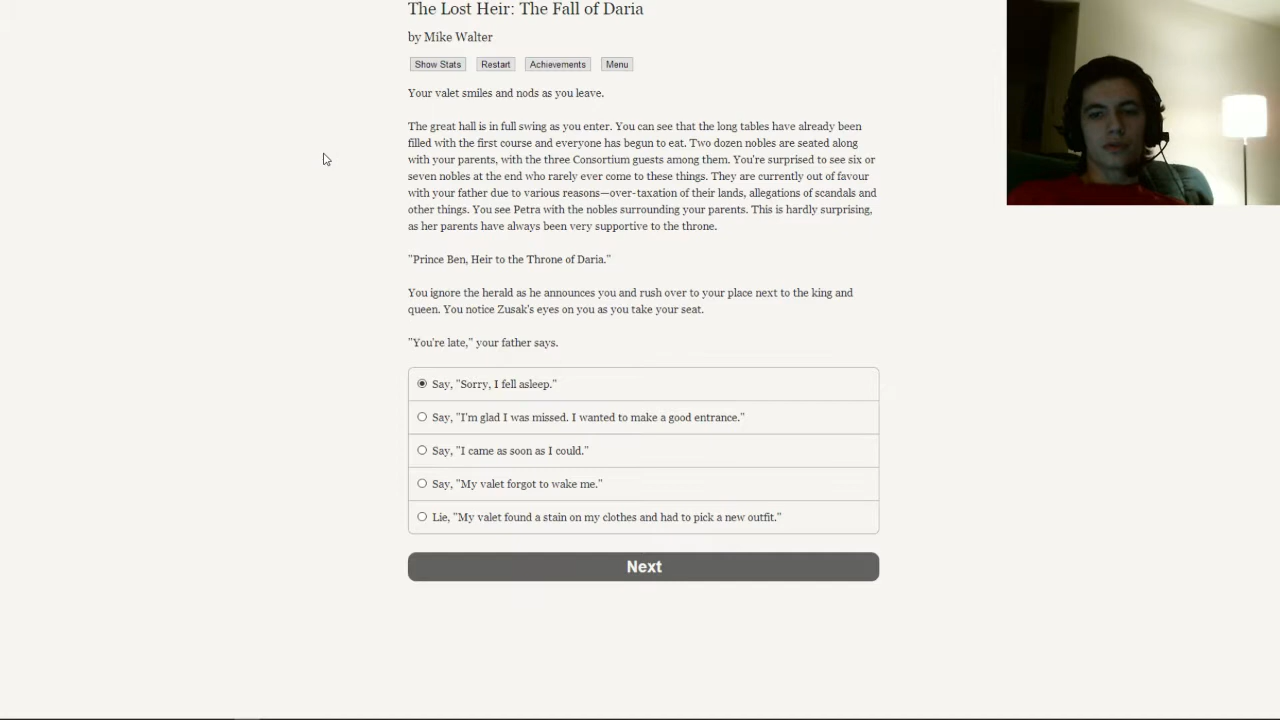 The Lost Heir: The Fall of Daria
by Mike Walter
Show Stats Restart Achievements Menu
Your valet smiles and nods as you leave.
The great hall is in full swing as you enter. You can see that the long tables have already been
filled with the first course and everyone has begun to eat. Two dozen nobles are seated along
with your parents, with the three Consortium guests among them. You're surprised to see six or
seven nobles at the end who rarely ever come to these things. They are currently out of favour
with your father due to various reasons—over-taxation of their lands, allegations of scandals and
other things. You see Petra with the nobles surrounding your parents. This is hardly surprising,
as her parents have always been very supportive to the throne.
"Prince Ben, Heir to the Throne of Daria."
You ignore the herald as he announces you and rush over to your place next to the king and
queen. You notice Zusak's eyes on you as you take your seat.
"You're late," your father says.
Say, "Sorry, I fell asleep."
Say, "I'm glad I was missed. I wanted to make a good entrance."
Say, "I came as soon as I could."
Say, "My valet forgot to wake me."
Lie, "My valet found a stain on my clothes and had to pick a new outfit."
Next